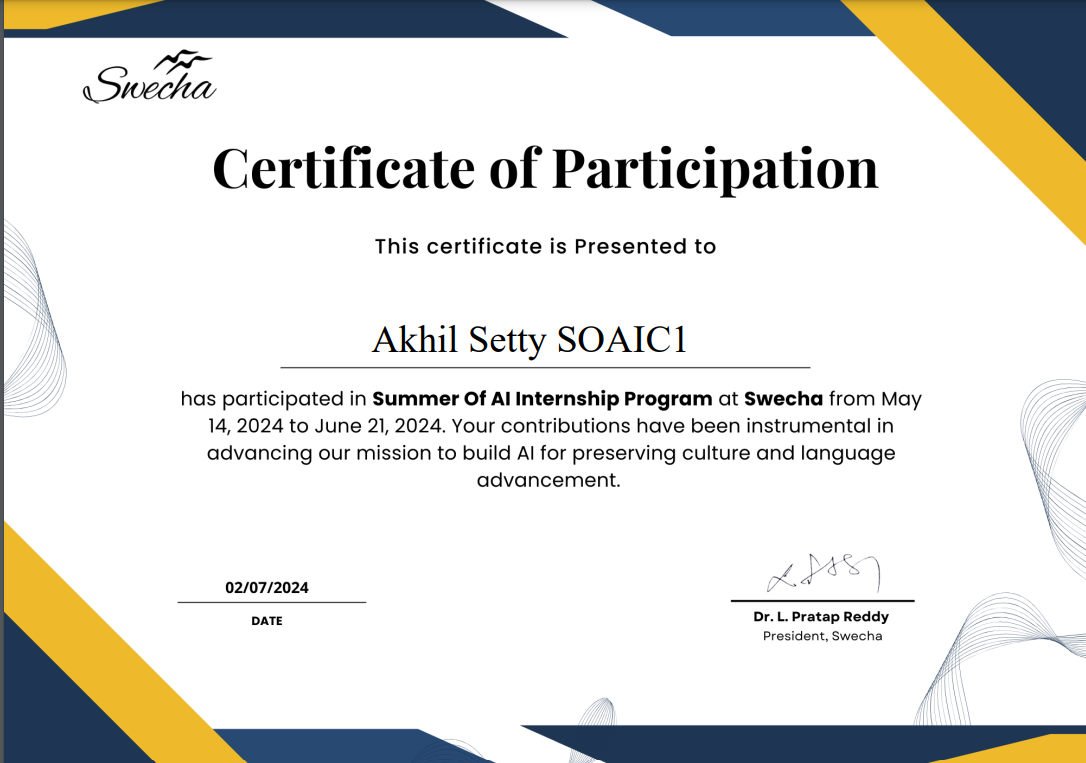 Swecha
Certificate of Participation
This certificate is Presented to
Akhil Setty SOAIC1
has participated in Summer Of AI Internship Program at Swecha from May
14, 2024 to June 21, 2024. Your contributions have been instrumental in
advancing our mission to build AI for preserving culture and language
advancement.
02/07/2024
DATE
Dr. L. Pratap Reddy
President, Swecha